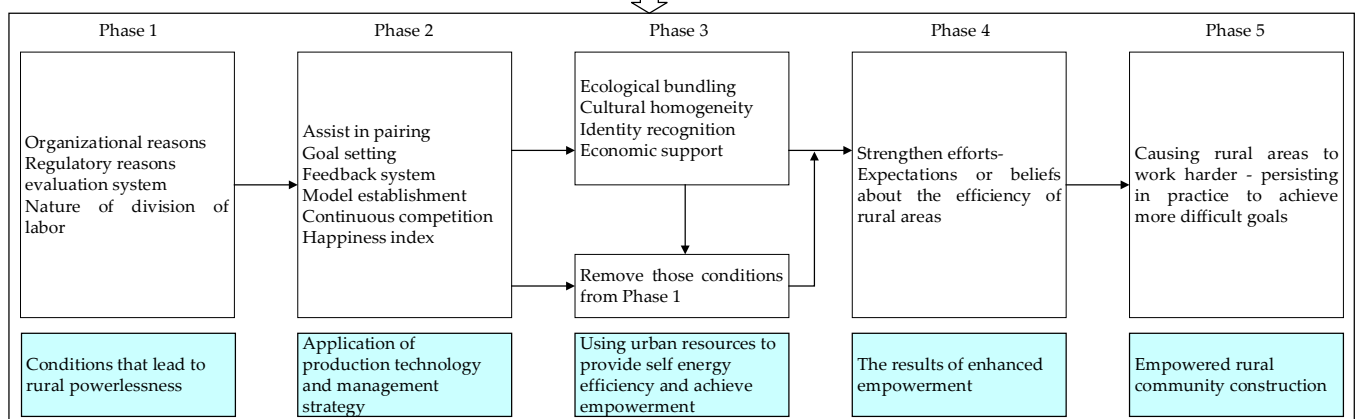 Phase 1
Phase 2
Phase 3
Phase 4
Phase 5
Organizational reasons
Regulatory reasons
evaluation system
Nature of division of
labor
Assist in pairing
Goal setting
Feedback system
Model establishment
Continuous competition
Happiness index
Ecological bundling
Cultural homogeneity
Identity recognition
Economic support
Remove those conditions
from Phase 1
Strengthen efforts-
Expectations or beliefs
about the efficiency of
rural areas
Causing rural areas to
work harder - persisting
in practice to achieve
more difficult goals
Conditions that lead to
rural powerlessness
Application of
production technology
and management
strategy
Using urban resources to
provide self energy
efficiency and achieve
empowerment
The results of enhanced
empowerment
Empowered rural
community construction